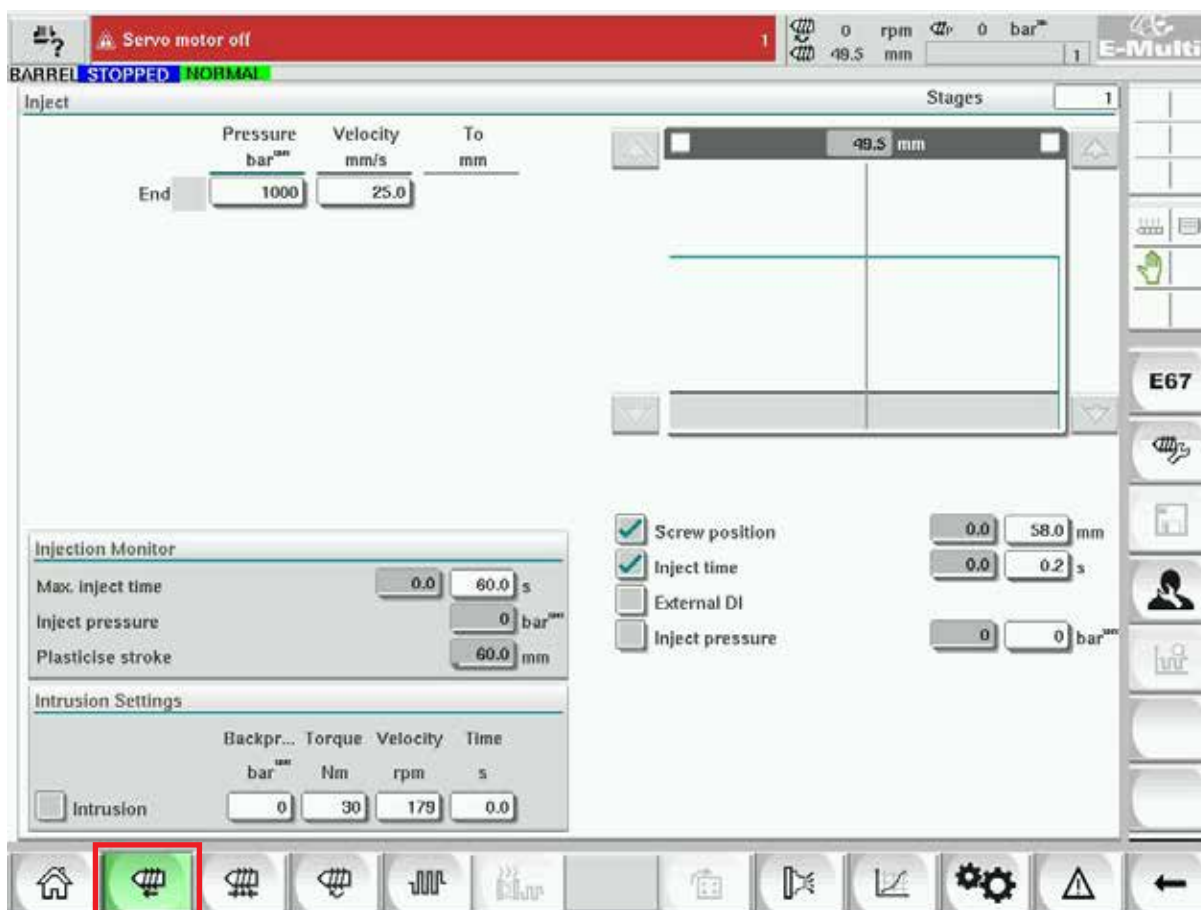 Servo motor off 1
0 rpm 0 bar
49.5 mm 1
E-Multi
BARREL STOPPED NORMAL
Inject
Stages 1
Pressure Velocity To
bar mm/s mm
End 1000 25.0
49.5 mm
E67
Screw position 0.0 58.0 mm
Inject time 0.0 0.2 s
External DI
Inject pressure 0 0 bar
Injection Monitor
Max. inject time 0.0 60.0 s
Inject pressure 0 bar
Plasticise stroke 60.0 mm
Intrusion Settings
Backpr... Torque Velocity Time
bar Nm rpm s
Intrusion 0 30 179 0.0